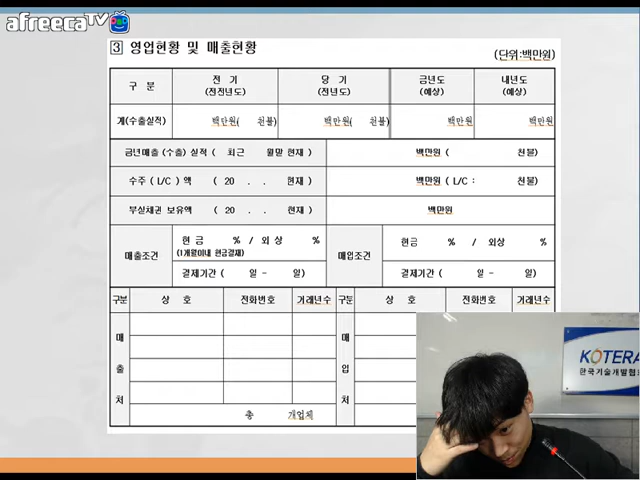 afreecaTV
3 영업현황 및 매출현황
(단위:백만원)
구 분
전 기
(전전년도)
당 기
(전년도)
금년도
(예상)
내년도
(예상)
계(수출실적)
백만원( 천불)
백만원( 천불)
백만원
백만원
금년매출 (수출) 실적 ( 최근 월말 현재 )
백만원 ( 천불)
수주 (L/C) 액 ( 20 . . 현재 )
백만원 ( L/C : 천불)
부실채권 보유액 ( 20 . . 현재 )
백만원
매출조건
현금 % / 외상 %
(1개월이내 현금결제)
결제기간 ( 일 - 일)
매입조건
현금 % / 외상 %
결제기간 ( 일 - 일)
구분
상 호
전화번호
거래년수
구분
상 호
전화번호
거래년수
매
출
처
매
입
처
총 개업체
KOTERA
한국기술개발협